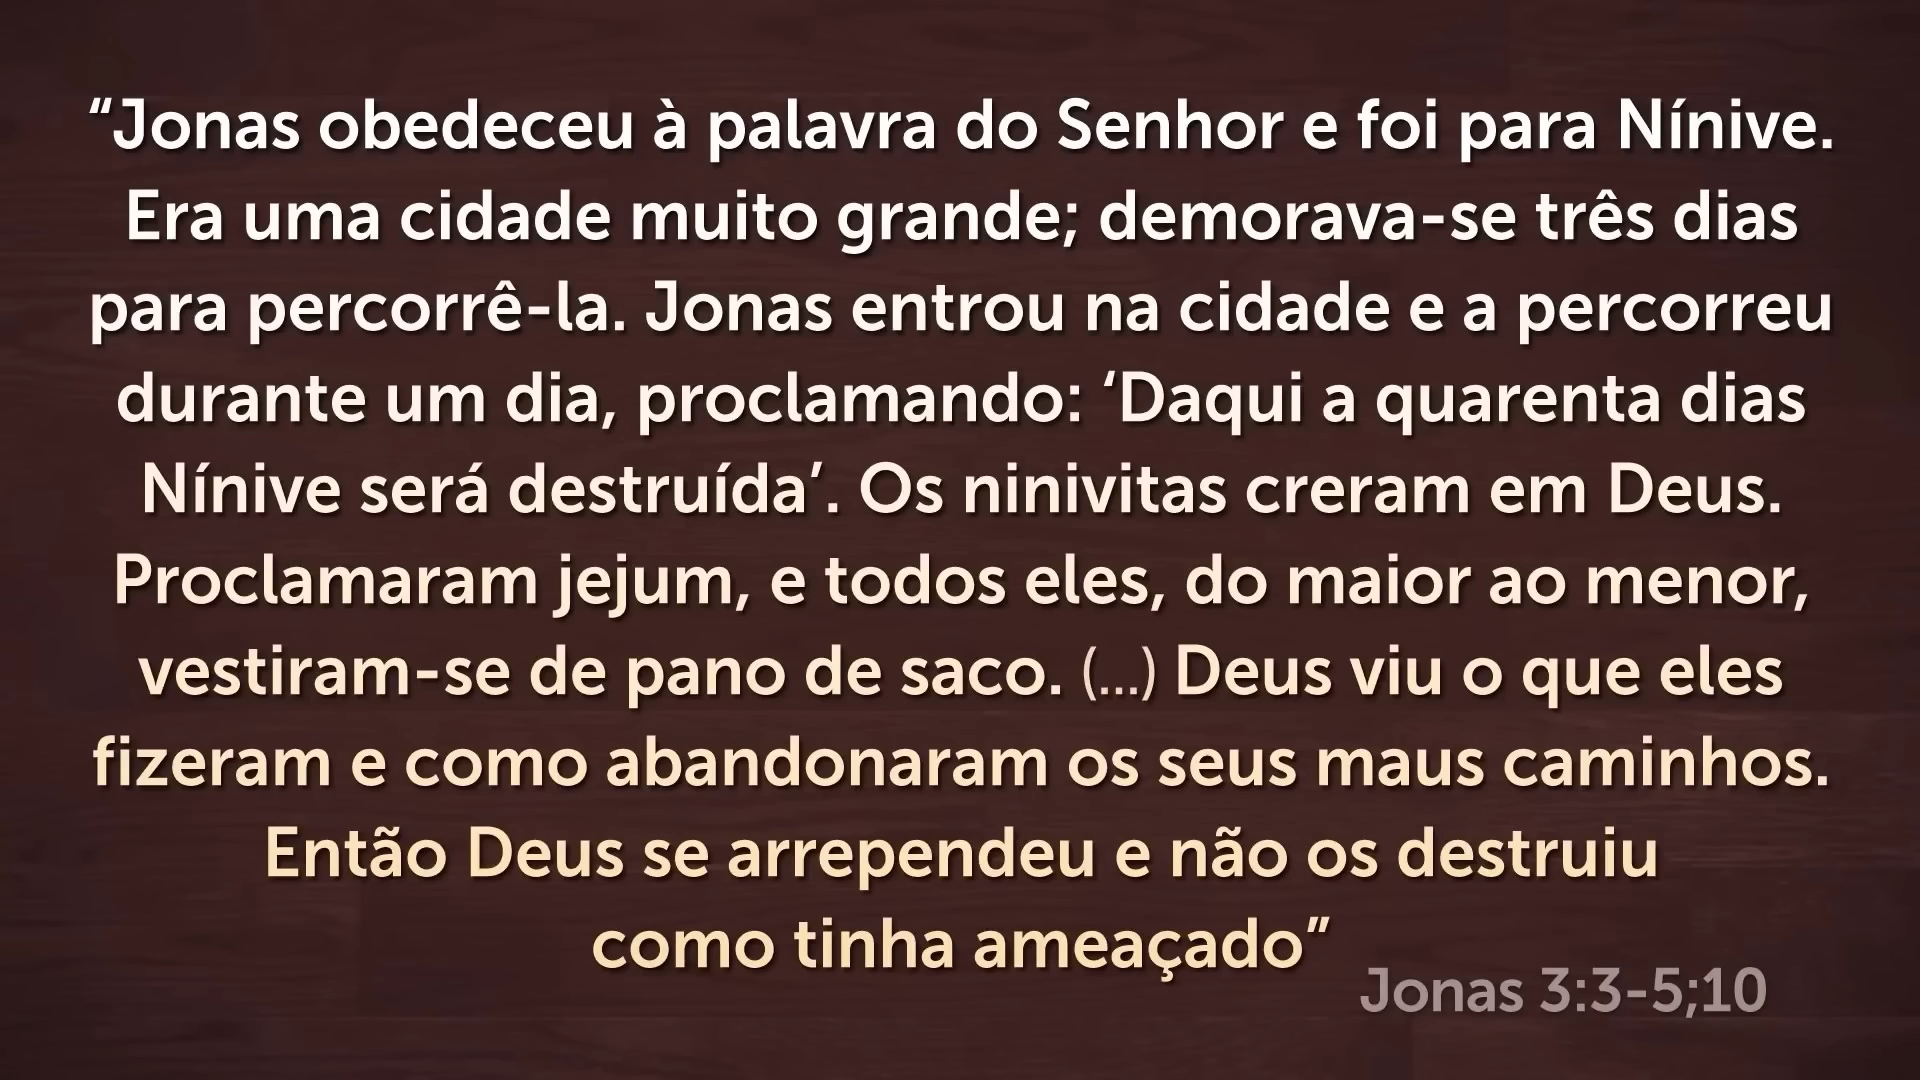 “Jonas obedeceu à palavra do Senhor e foi para Nínive.
Era uma cidade muito grande; demorava-se três dias
para percorrê-la. Jonas entrou na cidade e a percorreu
durante um dia, proclamando: ‘Daqui a quarenta dias
Nínive será destruída’. Os ninivitas creram em Deus.
Proclamaram jejum, e todos eles, do maior ao menor,
vestiram-se de pano de saco. (...) Deus viu o que eles
fizeram e como abandonaram os seus maus caminhos.
Então Deus se arrependeu e não os destruiu
como tinha ameaçado”
Jonas 3:3-5;10